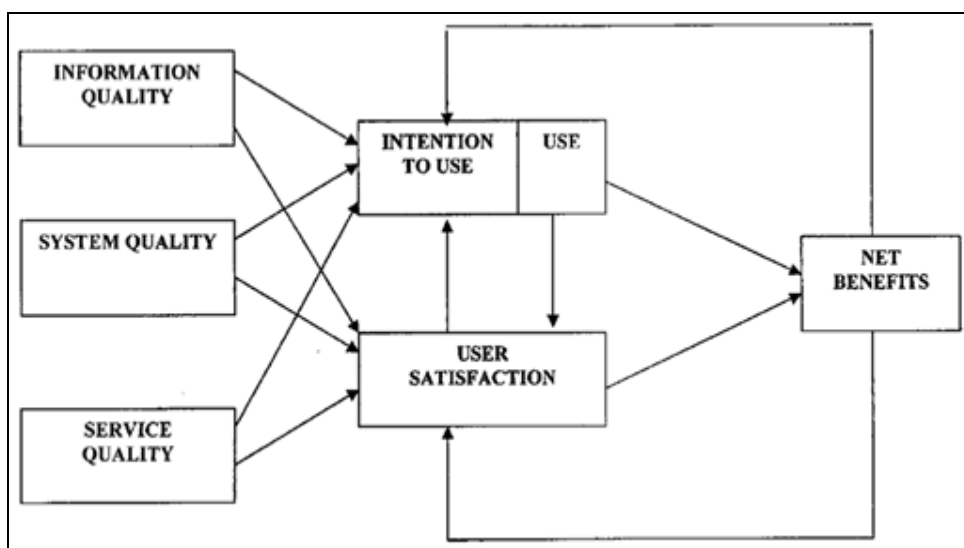 INFORMATION
QUALITY
INTENTION
TO USE
USE
SYSTEM QUALITY
NET
BENEFITS
USER
SATISFACTION
SERVICE
QUALITY